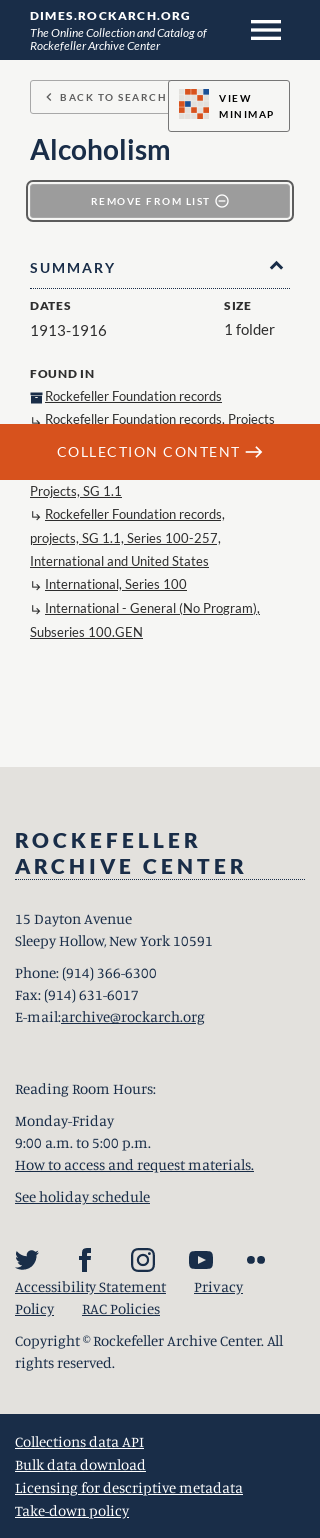 DIMES.ROCKARCH.ORG
The Online Collection and Catalog of
Rockefeller Archive Center
BACK TO SEARCH
VIEW
MINIMAP
Alcoholism
REMOVE FROM LIST
SUMMARY
DATES
1913-1916
SIZE
1 folder
FOUND IN
Rockefeller Foundation records
Rockefeller Foundation records, Projects
COLLECTION CONTENT
Projects, SG 1.1
Rockefeller Foundation records,
projects, SG 1.1, Series 100-257,
International and United States
International, Series 100
International - General (No Program),
Subseries 100.GEN
ROCKEFELLER
ARCHIVE CENTER
15 Dayton Avenue
Sleepy Hollow, New York 10591
Phone: (914) 366-6300
Fax: (914) 631-6017
E-mail:archive@rockarch.org
Reading Room Hours:
Monday-Friday
9:00 a.m. to 5:00 p.m.
How to access and request materials.
See holiday schedule
Accessibility Statement Privacy
Policy RAC Policies
Copyright © Rockefeller Archive Center. All
rights reserved.
Collections data API
Bulk data download
Licensing for descriptive metadata
Take-down policy